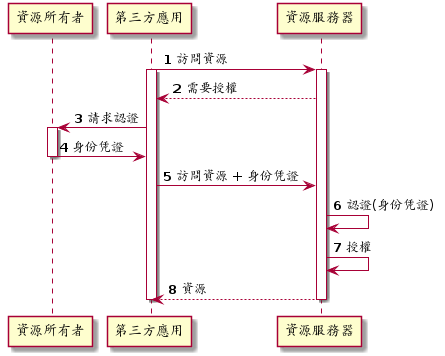 資源所有者 第三方應用 資源服務器
1 訪問資源
2 需要授權
3 請求認證
4 身份凭證
5 訪問資源 + 身份凭證
6 認證(身份凭證)
7 授權
8 資源
資源所有者 第三方應用 資源服務器